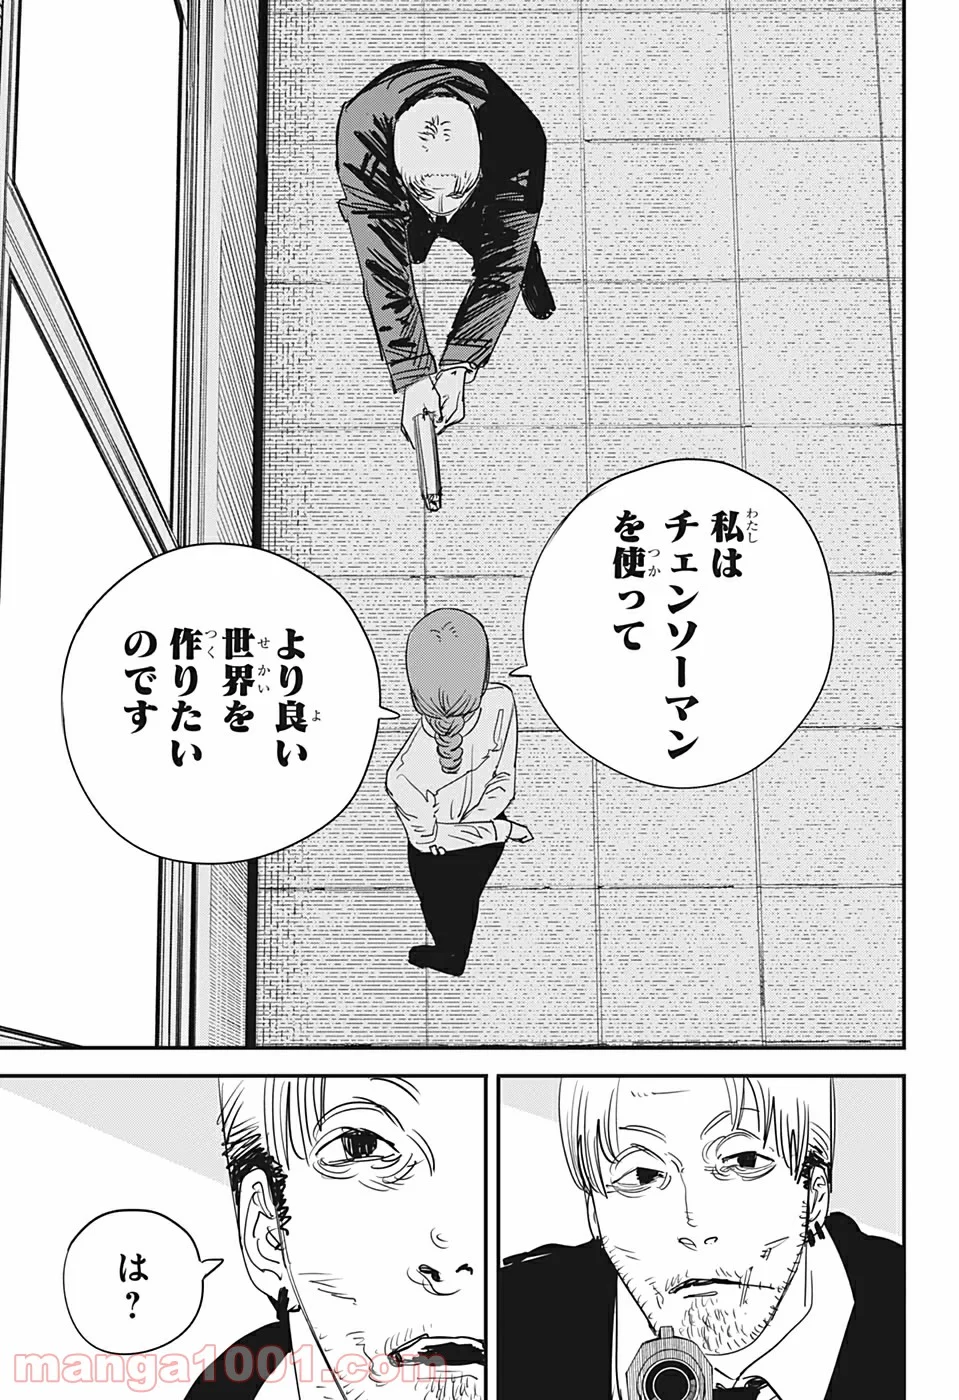 私は
チェンソーマン
を使って
より良い
世界を
作りたい
のです
は？
manga1001.com